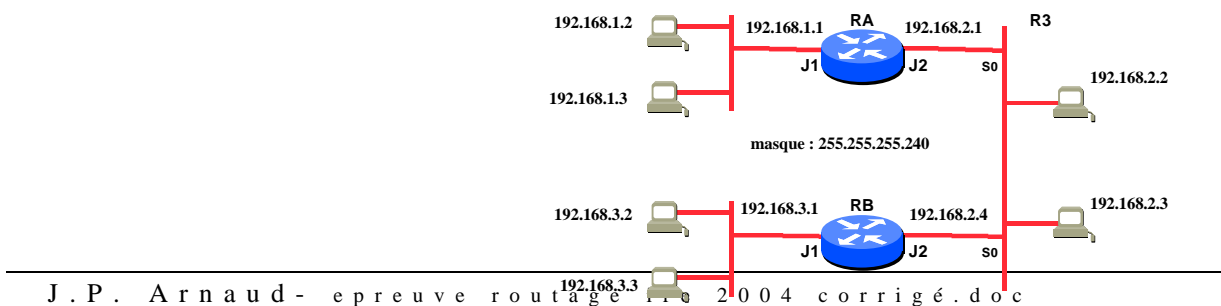 192.168.1.2
192.168.1.1
RA
192.168.2.1
R3
J1
J2
S0
192.168.2.2
192.168.1.3
masque : 255.255.255.240
192.168.3.2
192.168.3.1
RB
192.168.2.4
192.168.2.3
J1
J2
S0
192.168.3.3
J.P. Arnaud- epreuve routage 2004 corrigé.doc